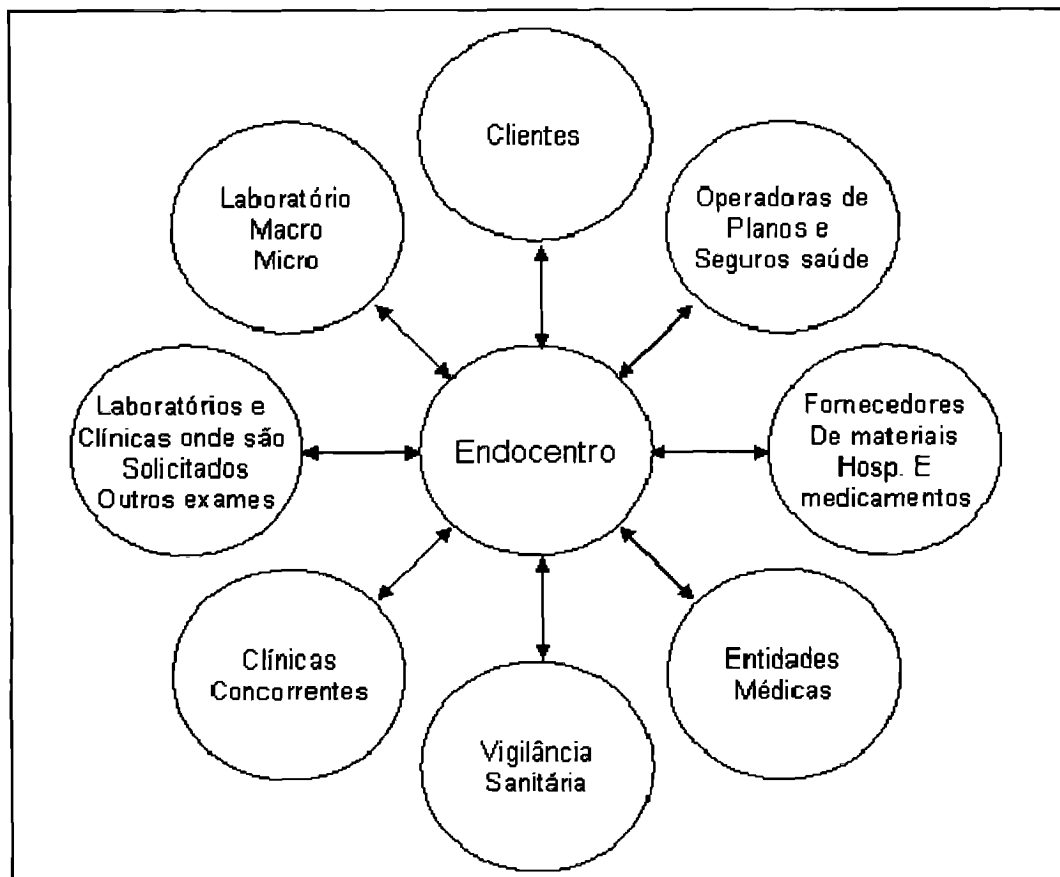 Clientes
Operadoras de
Planos e
Seguros saúde
Laboratório
Macro
Micro
Laboratórios e
Clínicas onde são
Solicitados
Outros exames
Endocentro
Fornecedores
De materiais
Hosp. E
medicamentos
Clínicas
Concorrentes
Entidades
Médicas
Vigilância
Sanitária